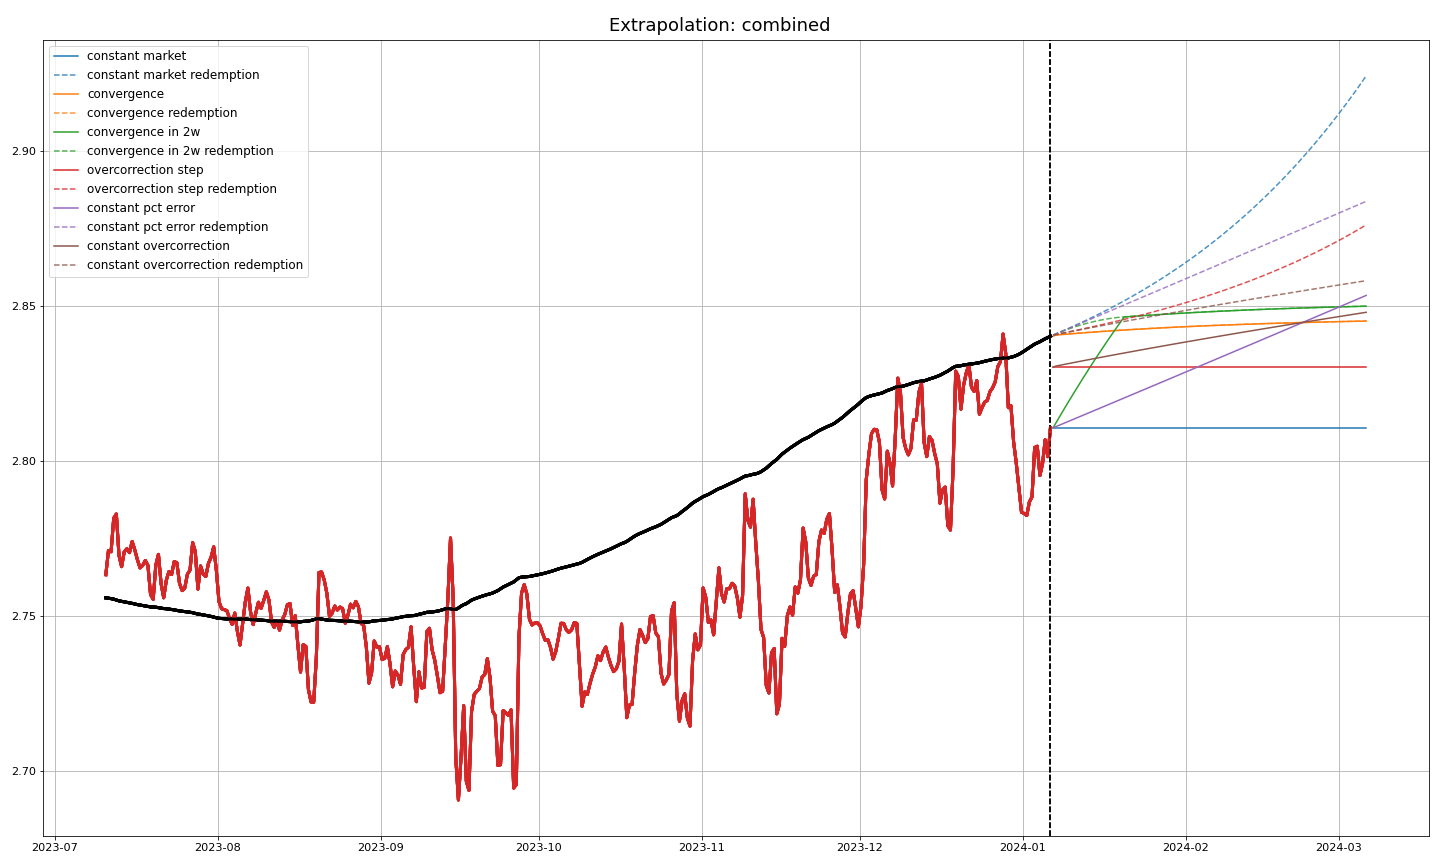 Extrapolation: combined
constant market
constant market redemption
convergence
convergence redemption
convergence in 2w
convergence in 2w redemption
overcorrection step
overcorrection step redemption
constant pct error
constant pct error redemption
constant overcorrection
constant overcorrection redemption
2.90
2.85
2.80
2.75
2.70
2023-07
2023-08
2023-09
2023-10
2023-11
2023-12
2024-01
2024-02
2024-03